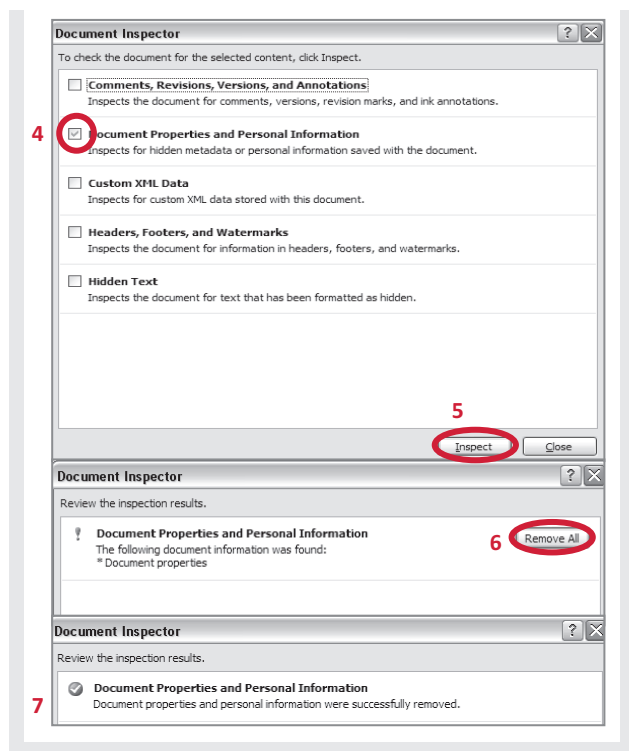 Document Inspector
To check the document for the selected content, click Inspect.
Comments, Revisions, Versions, and Annotations
Inspects the document for comments, versions, revision marks, and ink annotations.
4 Document Properties and Personal Information
Inspects for hidden metadata or personal information saved with the document.
Custom XML Data
Inspects for custom XML data stored with this document.
Headers, Footers, and Watermarks
Inspects the document for information in headers, footers, and watermarks.
Hidden Text
Inspects the document for text that has been formatted as hidden.
5
Inspect Close
Document Inspector
Review the inspection results.
Document Properties and Personal Information
The following document information was found:
* Document properties
6 Remove All
Document Inspector
Review the inspection results.
Document Properties and Personal Information
7 Document properties and personal information were successfully removed.